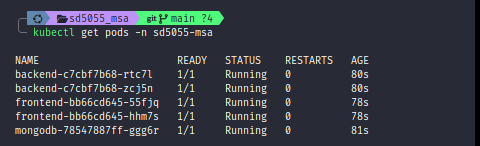 sd5055_msa git main ?4
kubectl get pods -n sd5055-msa
NAME READY STATUS RESTARTS AGE
backend-c7cbf7b68-rtc7l 1/1 Running 0 80s
backend-c7cbf7b68-zcj5n 1/1 Running 0 80s
frontend-bb66cd645-55fjq 1/1 Running 0 78s
frontend-bb66cd645-hhm7s 1/1 Running 0 78s
mongodb-78547887ff-ggg6r 1/1 Running 0 81s